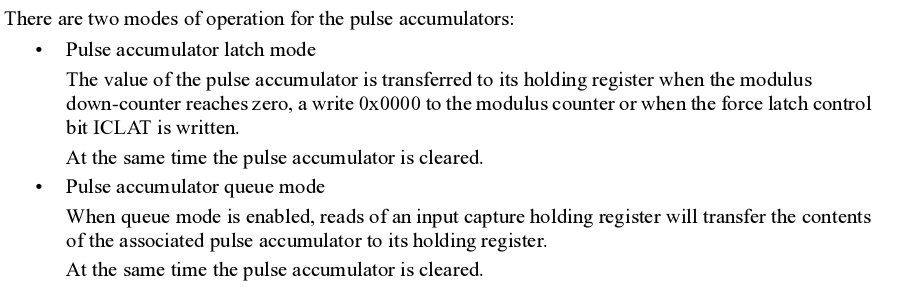 There are two modes of operation for the pulse accumulators:
• Pulse accumulator latch mode
The value of the pulse accumulator is transferred to its holding register when the modulus
down-counter reaches zero, a write 0x0000 to the modulus counter or when the force latch control
bit ICLAT is written.
At the same time the pulse accumulator is cleared.
• Pulse accumulator queue mode
When queue mode is enabled, reads of an input capture holding register will transfer the contents
of the associated pulse accumulator to its holding register.
At the same time the pulse accumulator is cleared.